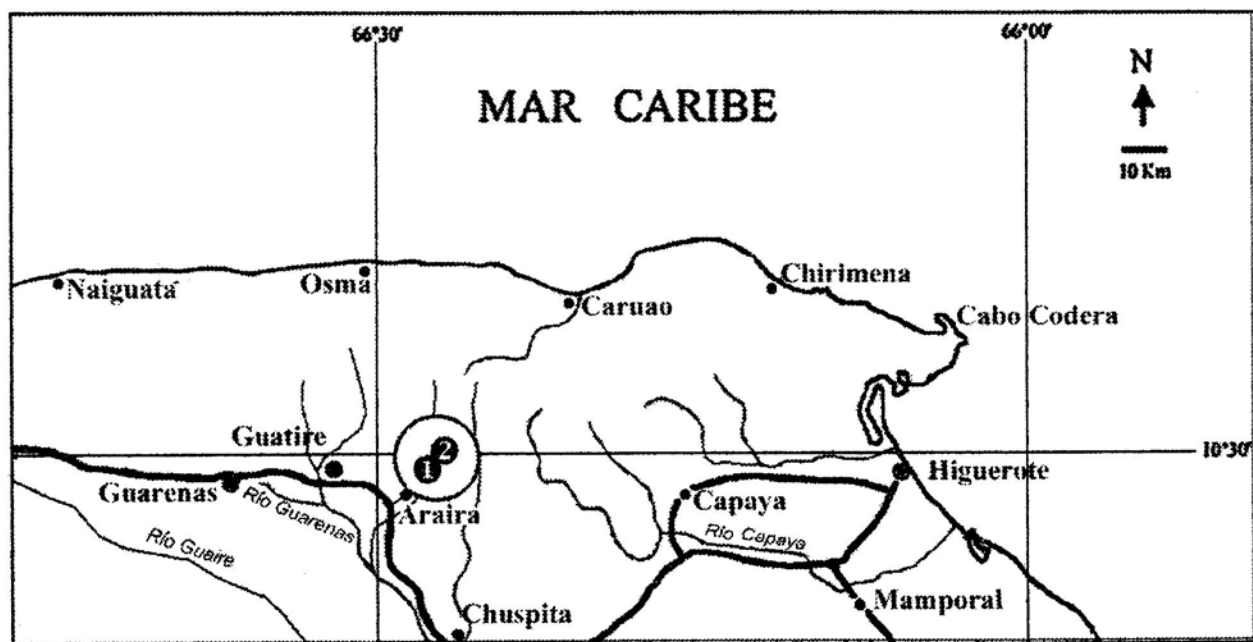 66°30'
66°00'
N
MAR CARIBE
10 Km
Chirimena
Naiguatá
Osma
Caruao
Cabo Codera
Guatire
2
10°30'
1
Higuerote
Guarenas
Araira
Capaya
Río Guarenas
Río Guaire
Río Capaya
Mamporal
Chuspita